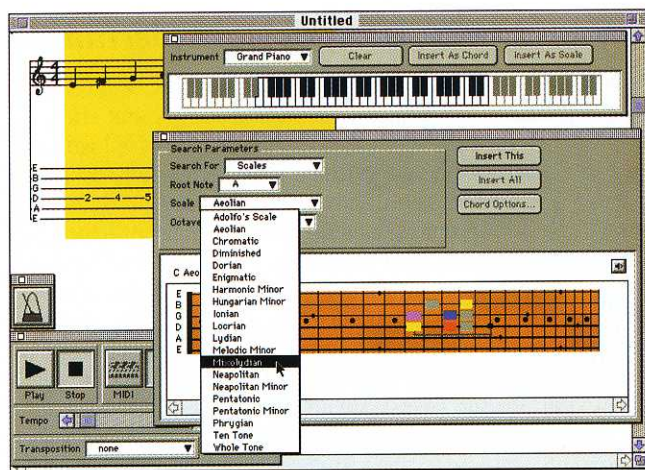 Untitled
Instrument Grand Piano Clear Insert As Chord Insert As Scale
Search Parameters
Search For Scales
Root Note A
Scale Aeolian
Octave
Insert This
Insert All
Chord Options...
E
B
G
D 2 4 5
A
E
Adolfo's Scale
Aeolian
Chromatic
Diminished
Dorian
Enigmatic
Harmonic Minor
Hungarian Minor
Ionian
Locrian
Lydian
Melodic Minor
Mixolydian
Neapolitan
Neapolitan Minor
Pentatonic
Pentatonic Minor
Phrygian
Ten Tone
Whole Tone
C Aeo
E
B
G
D
A
E
Play Stop MIDI
Tempo
Transposition none